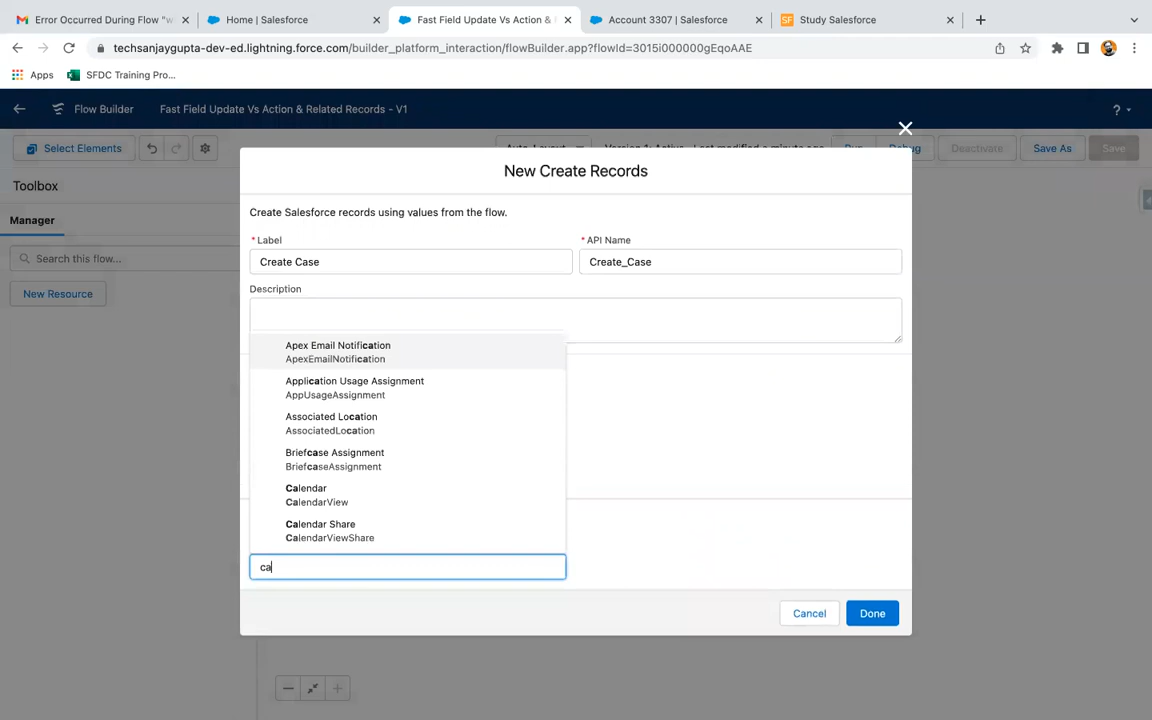 Error Occurred During Flow "w
Home | Salesforce
Fast Field Update Vs Action &
Account 3307 | Salesforce
SF Study Salesforce
techsanjaygupta-dev-ed.lightning.force.com/builder_platform_interaction/flowBuilder.app?flowId=3015i000000gEqoAAE
Apps
SFDC Training Pro...
Flow Builder
Fast Field Update Vs Action & Related Records - V1
?
Select Elements
Run
Debug
Deactivate
Save As
Save
Toolbox
Manager
Search this flow...
New Resource
New Create Records
Create Salesforce records using values from the flow.
* Label
* API Name
Create Case
Create_Case
Description
Apex Email Notification
ApexEmailNotification
Application Usage Assignment
AppUsageAssignment
Associated Location
AssociatedLocation
Briefcase Assignment
BriefcaseAssignment
Calendar
CalendarView
Calendar Share
CalendarViewShare
ca
Cancel
Done